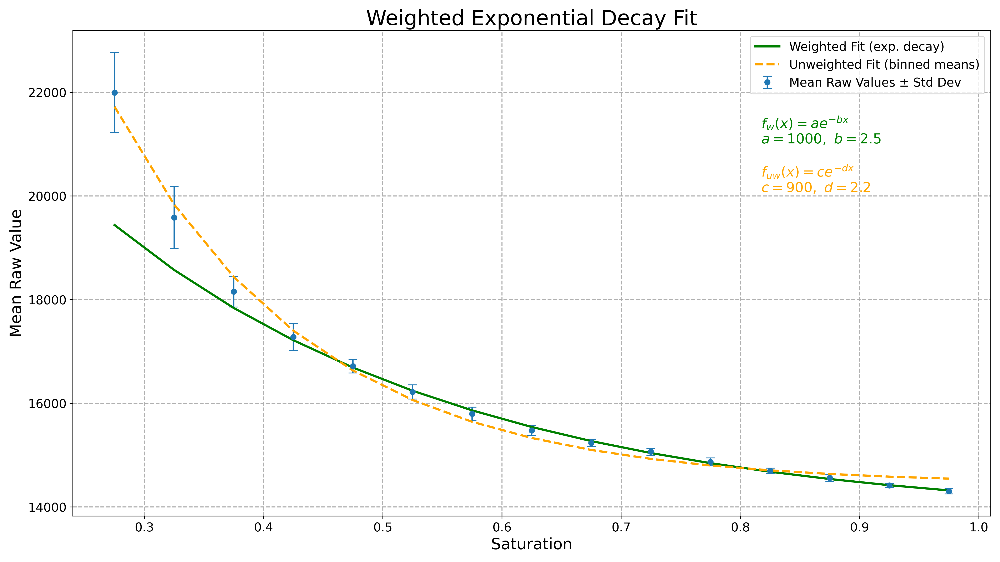 Weighted Exponential Decay Fit
Weighted Fit (exp. decay)
Unweighted Fit (binned means)
Mean Raw Values ± Std Dev
f_w(x) = ae^{-bx}
a = 1000, b = 2.5
f_{uw}(x) = ce^{-dx}
c = 900, d = 2.2
Mean Raw Value
22000
20000
18000
16000
14000
0.3 0.4 0.5 0.6 0.7 0.8 0.9 1.0
Saturation